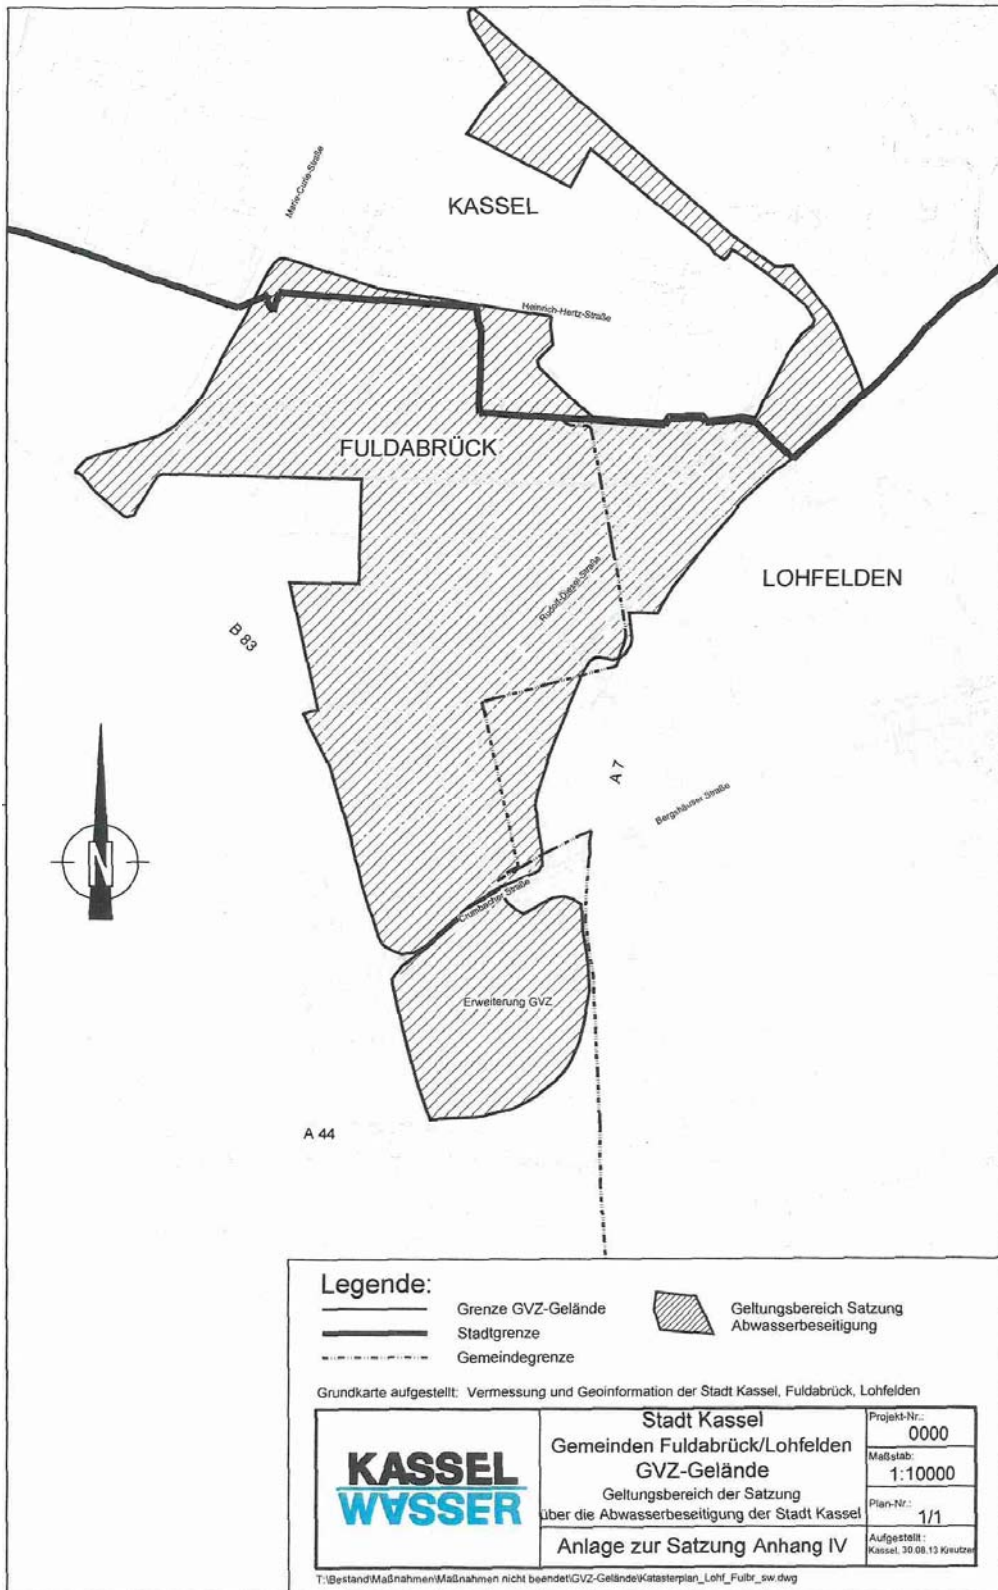 Marie-Curie-Straße
KASSEL
Heinrich-Hertz-Straße
FULDABRÜCK
LOHFELDEN
Rudolf-Diesel-Straße
B 83
A 7
Bergshäuser Straße
N
Crumbacher Straße
Erweiterung GVZ
A 44
Legende:
Grenze GVZ-Gelände
Stadtgrenze
Gemeindegrenze
Geltungsbereich Satzung
Abwasserbeseitigung
Grundkarte aufgestellt: Vermessung und Geoinformation der Stadt Kassel, Fuldabrück, Lohfelden
KASSEL
WASSER
Stadt Kassel
Gemeinden Fuldabrück/Lohfelden
GVZ-Gelände
Geltungsbereich der Satzung
über die Abwasserbeseitigung der Stadt Kassel
Anlage zur Satzung Anhang IV
Projekt-Nr.:
0000
Maßstab:
1:10000
Plan-Nr.:
1/1
Aufgestellt:
Kassel, 30.08.13 Kreutzer
T:\Bestand\Maßnahmen\Maßnahmen nicht beendet\GVZ-Gelände\Katasterplan_Lohf_Fulbr_sw.dwg